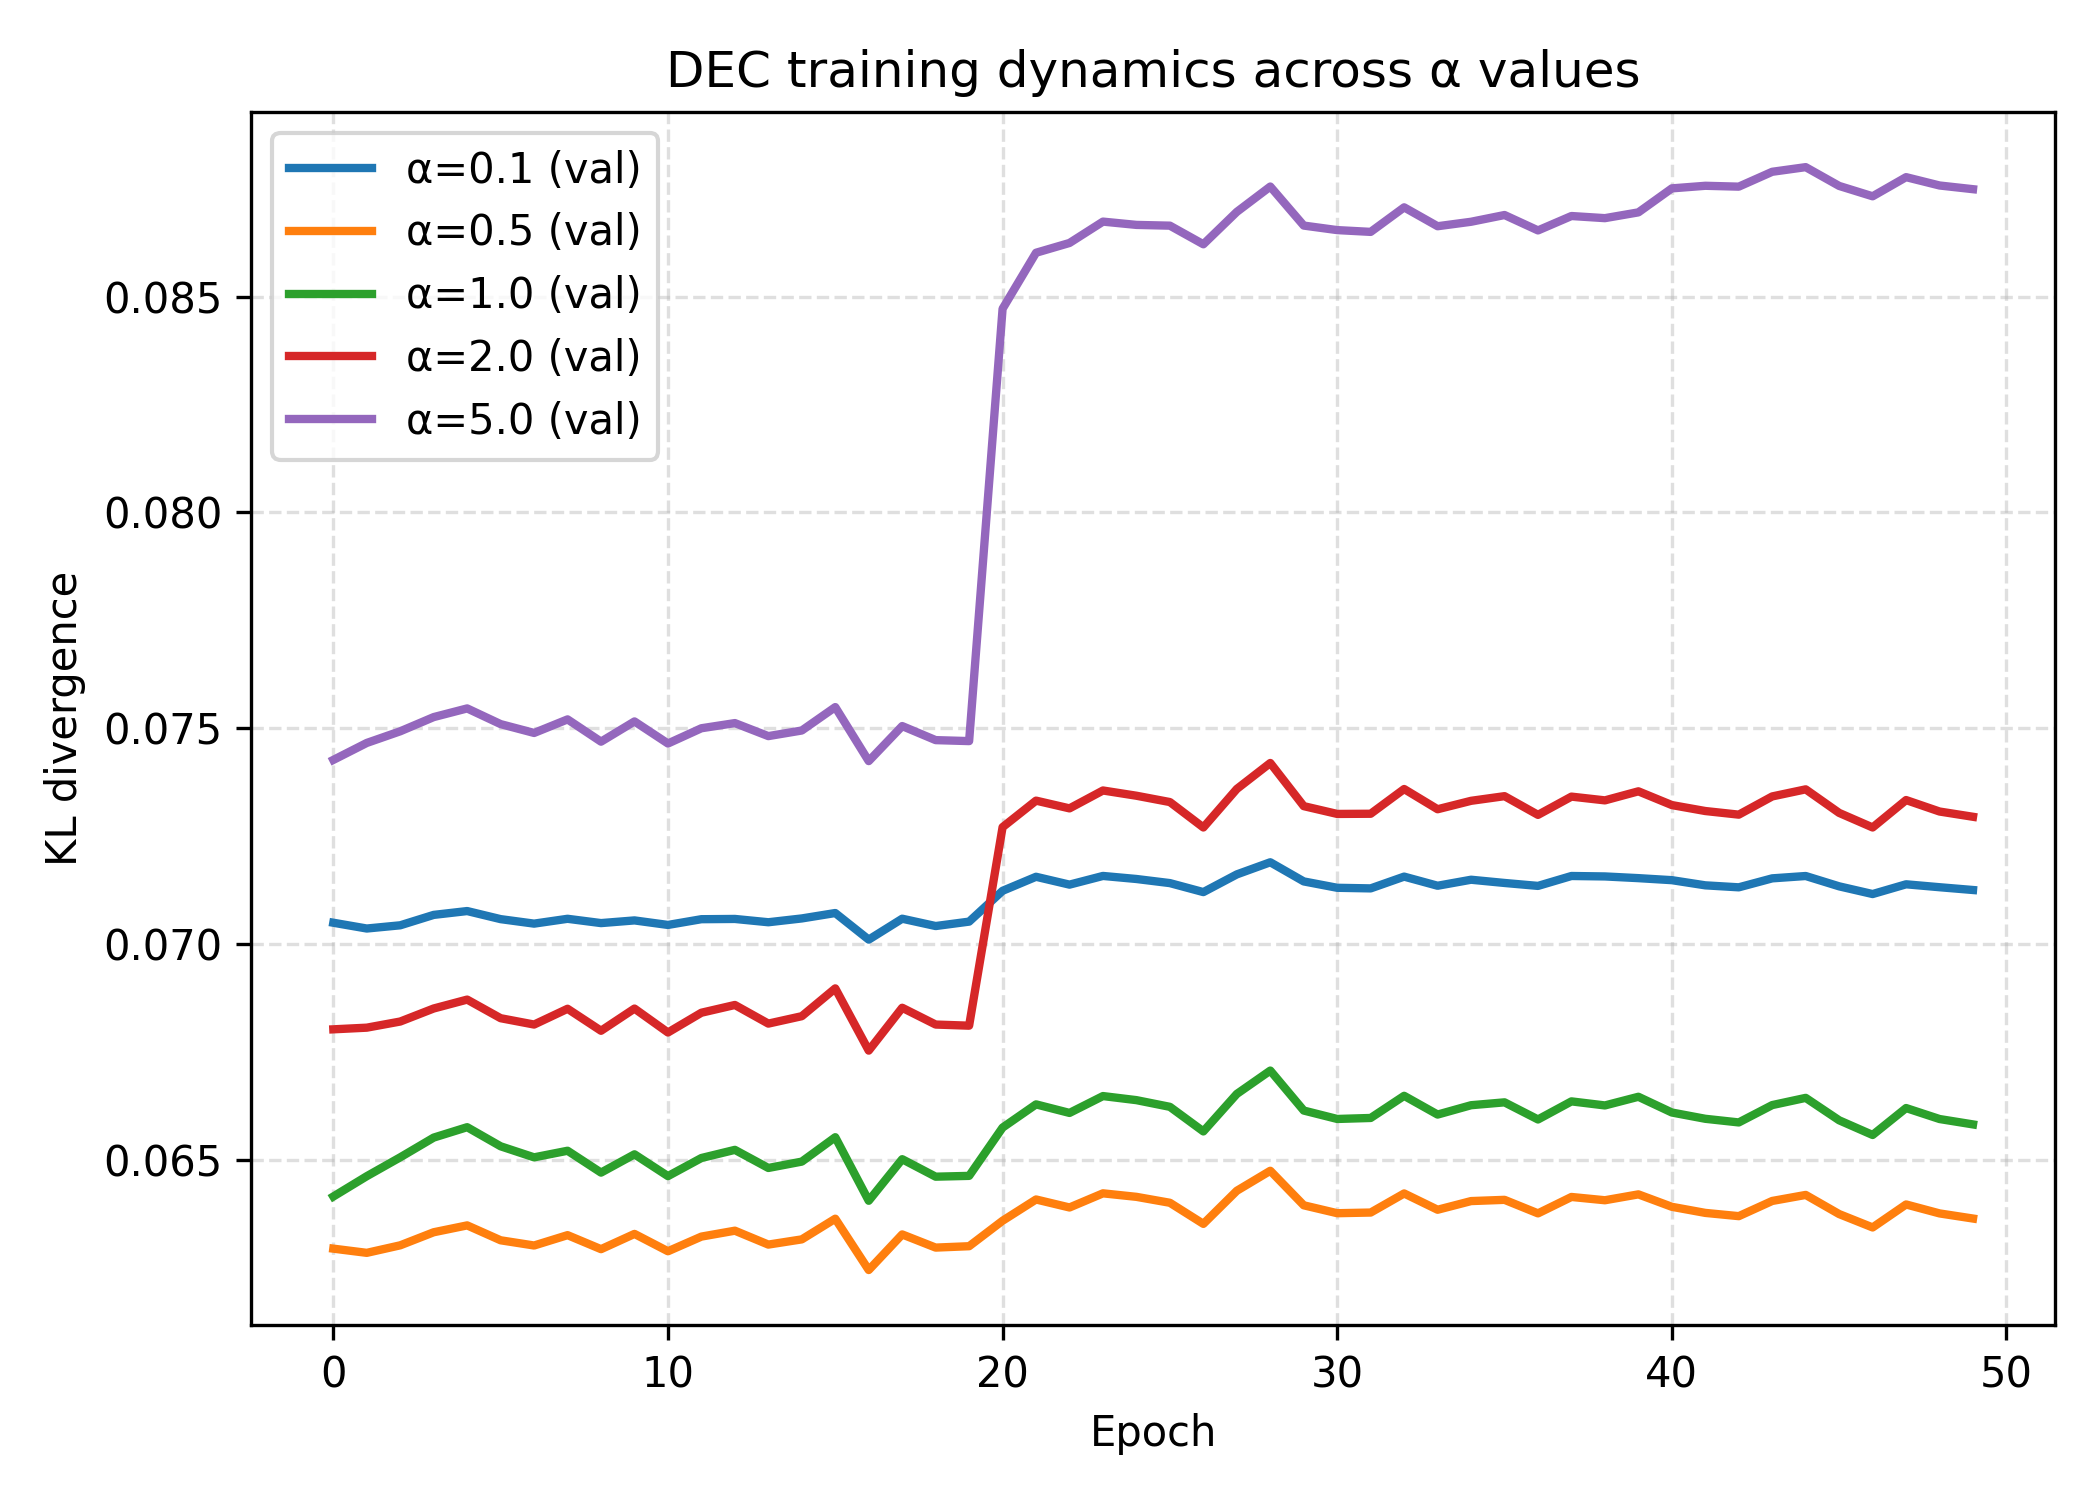 DEC training dynamics across α values
α=0.1 (val)
α=0.5 (val)
α=1.0 (val)
α=2.0 (val)
α=5.0 (val)
0.085
0.080
0.075
0.070
0.065
KL divergence
0 10 20 30 40 50
Epoch